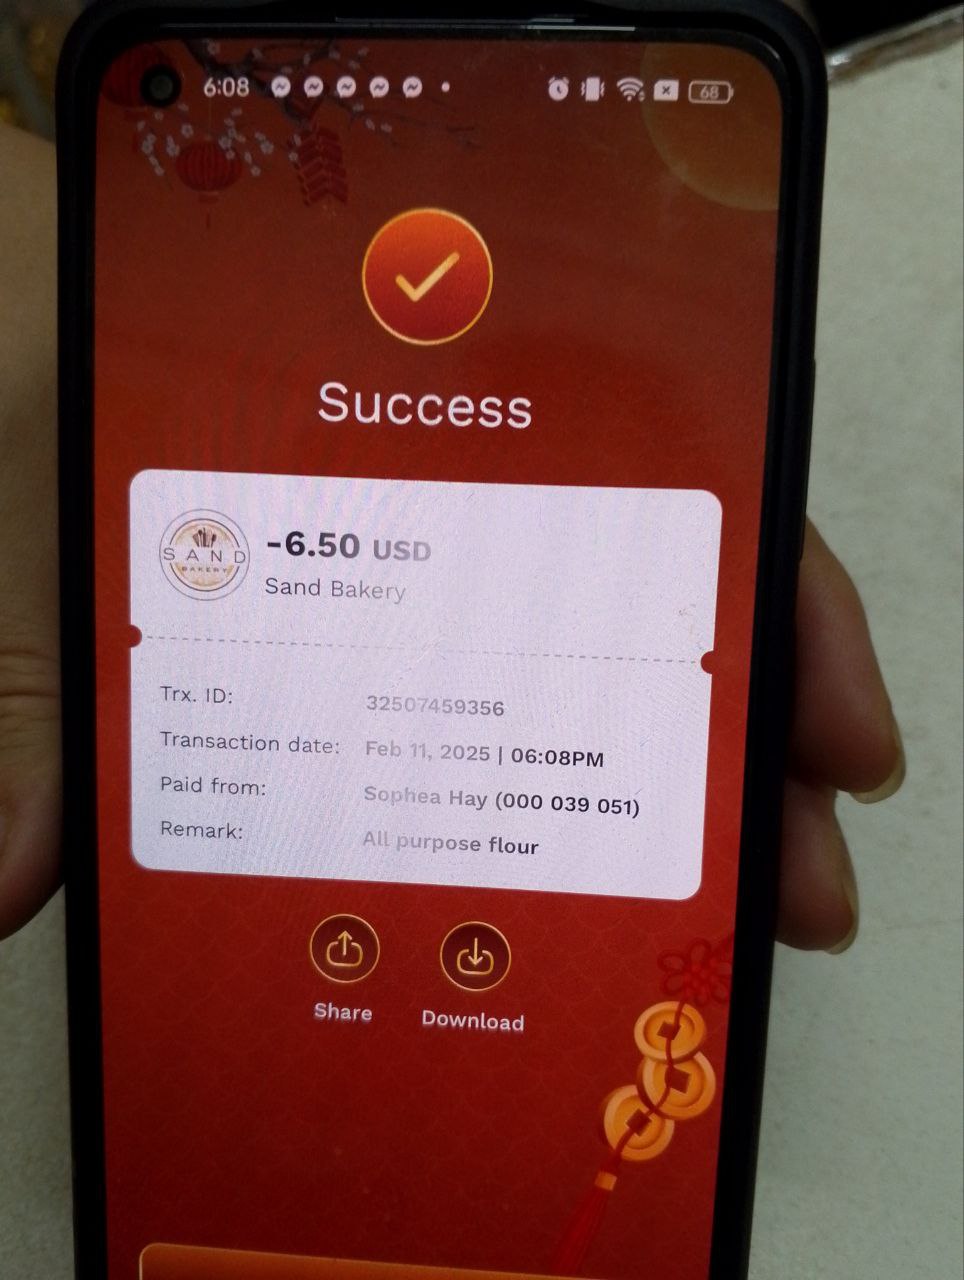 6:08
68
Success
SAND
BAKERY
-6.50 USD
Sand Bakery
Trx. ID: 32507459356
Transaction date: Feb 11, 2025 | 06:08PM
Paid from: Sophea Hay (000 039 051)
Remark: All purpose flour
Share Download